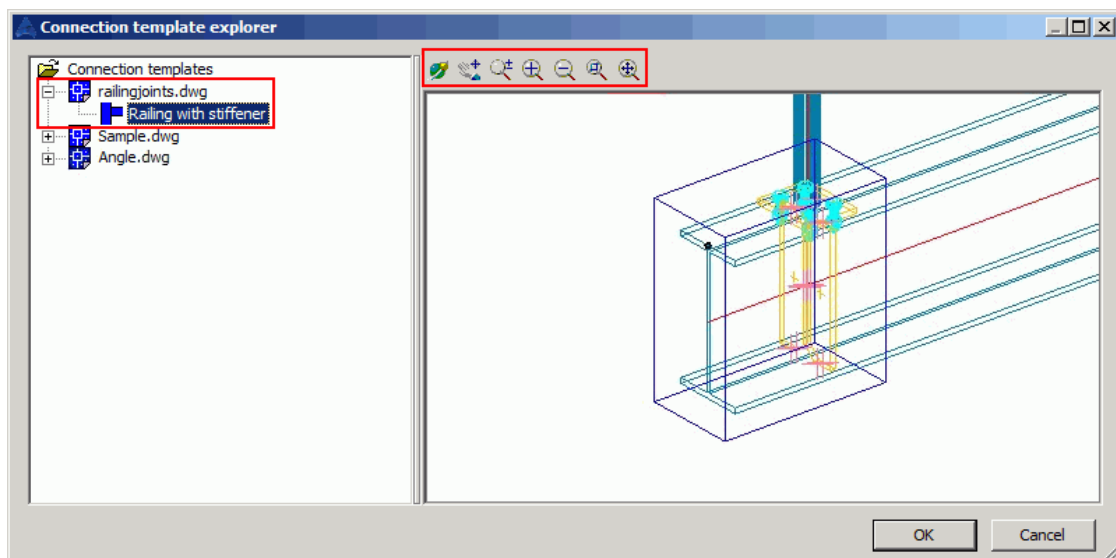 Connection template explorer
Connection templates
railingjoints.dwg
Railing with stiffener
Sample.dwg
Angle.dwg
OK
Cancel